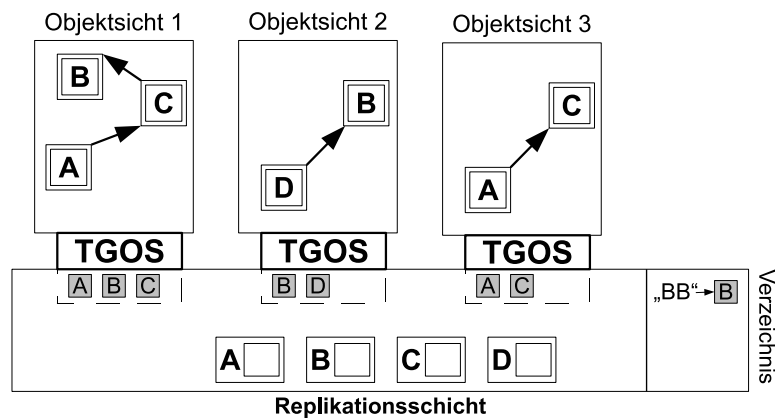 Objektsicht 1 Objektsicht 2 Objektsicht 3
B C A
B D
C A
TGOS TGOS TGOS
A B C B D A C
„BB“ B
Verzeichnis
A B C D
Replikationsschicht